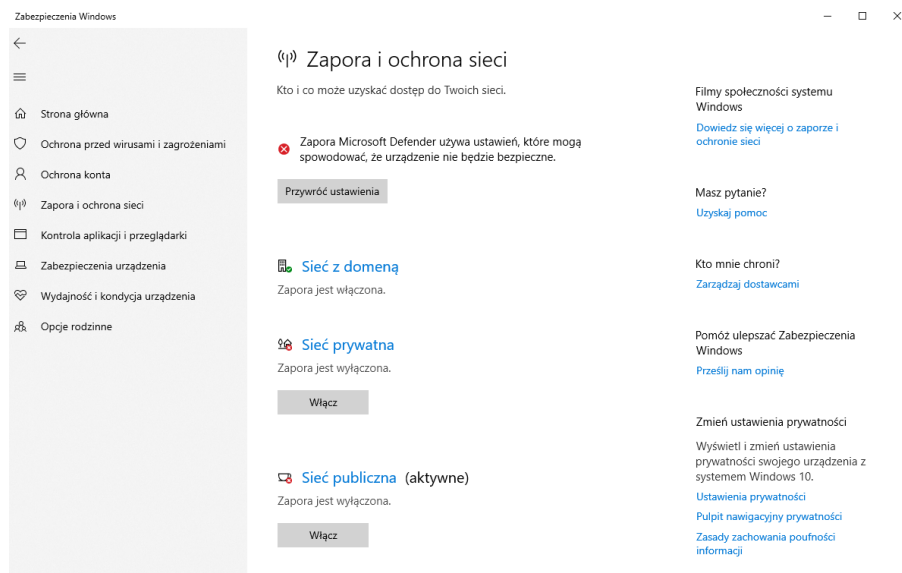 Zabezpieczenia Windows
Strona główna
Ochrona przed wirusami i zagrożeniami
Ochrona konta
Zapora i ochrona sieci
Kontrola aplikacji i przeglądarki
Zabezpieczenia urządzenia
Wydajność i kondycja urządzenia
Opcje rodzinne
Zapora i ochrona sieci
Kto i co może uzyskać dostęp do Twoich sieci.
Zapora Microsoft Defender używa ustawień, które mogą
spowodować, że urządzenie nie będzie bezpieczne.
Przywróć ustawienia
Sieć z domeną
Zapora jest włączona.
Sieć prywatna
Zapora jest wyłączona.
Włącz
Sieć publiczna (aktywne)
Zapora jest wyłączona.
Włącz
Filmy społeczności systemu
Windows
Dowiedz się więcej o zaporze i
ochronie sieci
Masz pytanie?
Uzyskaj pomoc
Kto mnie chroni?
Zarządzaj dostawcami
Pomóż ulepszać Zabezpieczenia
Windows
Prześlij nam opinię
Zmień ustawienia prywatności
Wyświetl i zmień ustawienia
prywatności swojego urządzenia z
systemem Windows 10.
Ustawienia prywatności
Pulpit nawigacyjny prywatności
Zasady zachowania poufności
informacji